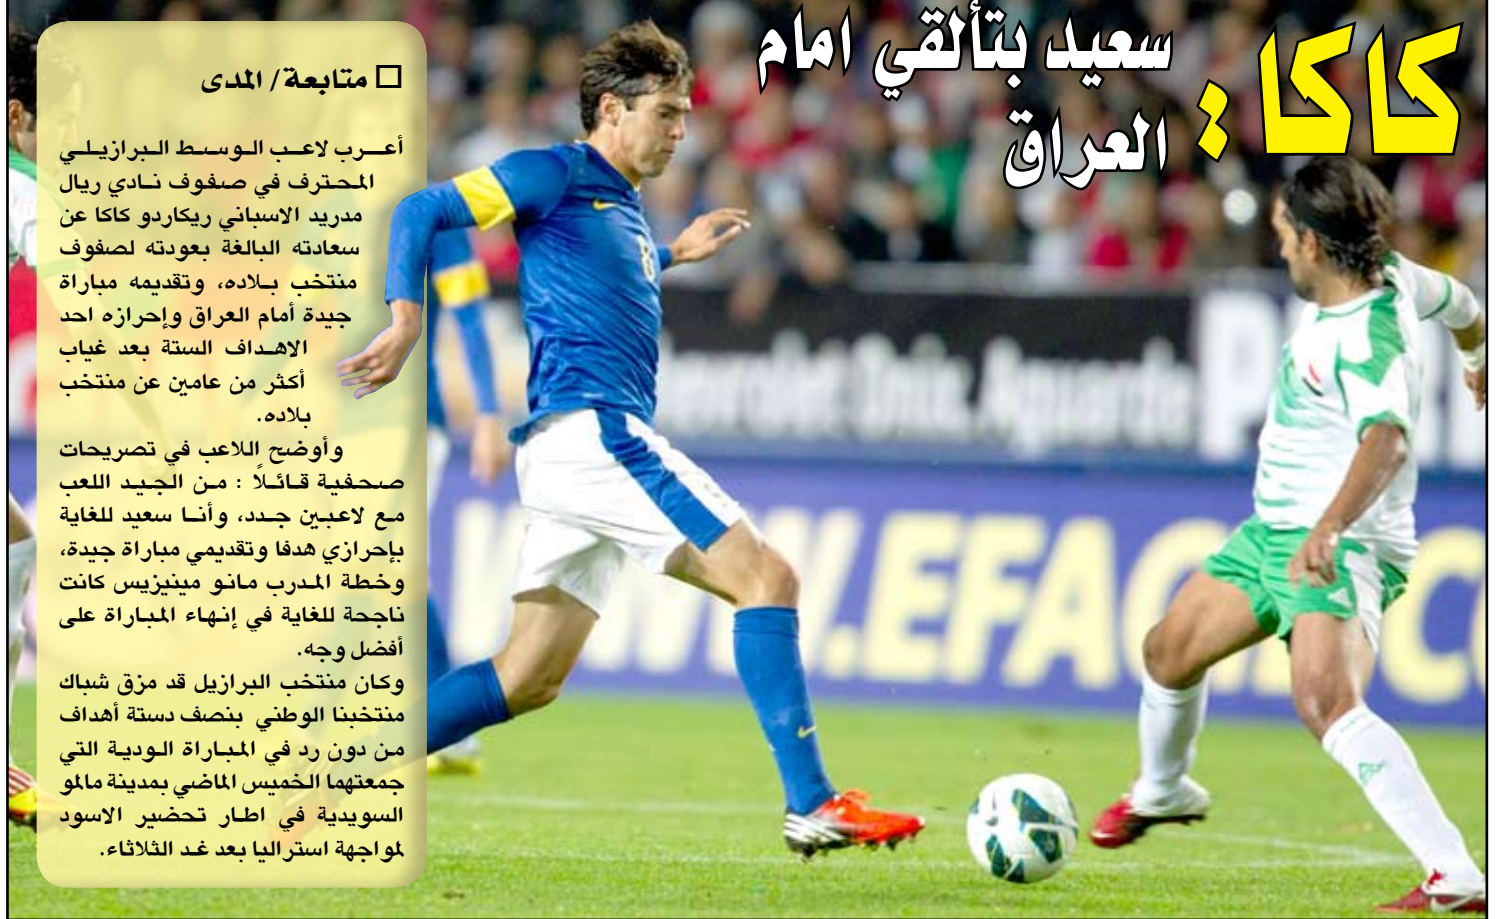 كاكا :
سعيد بتألقي امام
العراق
□ متابعة/ المدى
أعرب لاعب الوسط البرازيلي
المحترف في صفوف نادي ريال
مدريد الاسباني ريكاردو كاكا عن
سعادته البالغة بعودته لصفوف
منتخب بلاده، وتقديمه مباراة
جيدة أمام العراق وإحرازه احد
الاهداف الستة بعد غياب
أكثر من عامين عن منتخب
بلاده.
وأوضح اللاعب في تصريحات
صحفية قائلاً : من الجيد اللعب
مع لاعبين جدد، وأنا سعيد للغاية
بإحرازي هدفا وتقديمي مباراة جيدة،
وخطة المدرب مانو مينيزيس كانت
ناجحة للغاية في إنهاء المباراة على
أفضل وجه.
وكان منتخب البرازيل قد مزق شباك
منتخبنا الوطني بنصف دستة أهداف
من دون رد في المباراة الودية التي
جمعتهما الخميس الماضي بمدينة مالمو
السويدية في اطار تحضير الاسود
لمواجهة استراليا بعد غد الثلاثاء.
8
WWW.EFACEC.CO